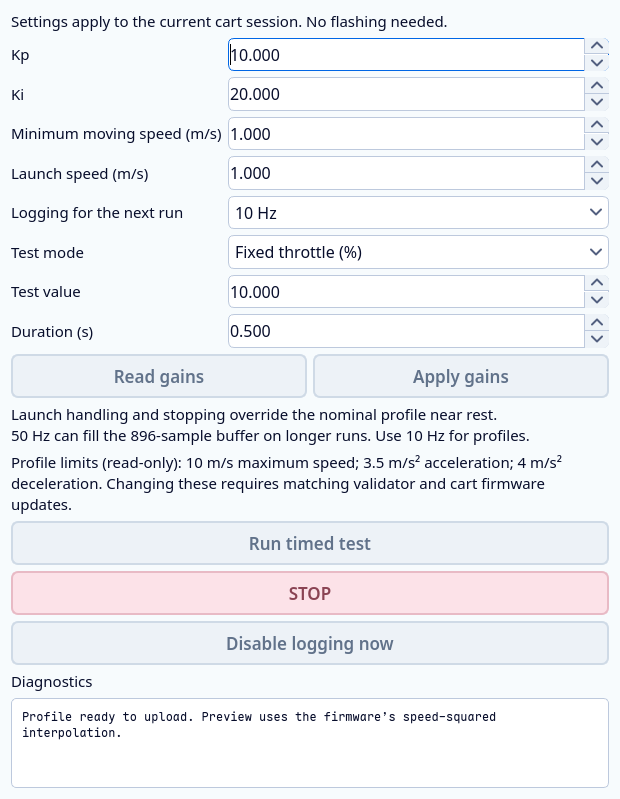 Settings apply to the current cart session. No flashing needed.
Kp 10.000
Ki 20.000
Minimum moving speed (m/s) 1.000
Launch speed (m/s) 1.000
Logging for the next run 10 Hz
Test mode Fixed throttle (%)
Test value 10.000
Duration (s) 0.500
Read gains Apply gains
Launch handling and stopping override the nominal profile near rest.
50 Hz can fill the 896-sample buffer on longer runs. Use 10 Hz for profiles.
Profile limits (read-only): 10 m/s maximum speed; 3.5 m/s² acceleration; 4 m/s²
deceleration. Changing these requires matching validator and cart firmware
updates.
Run timed test
STOP
Disable logging now
Diagnostics
Profile ready to upload. Preview uses the firmware's speed-squared
interpolation.